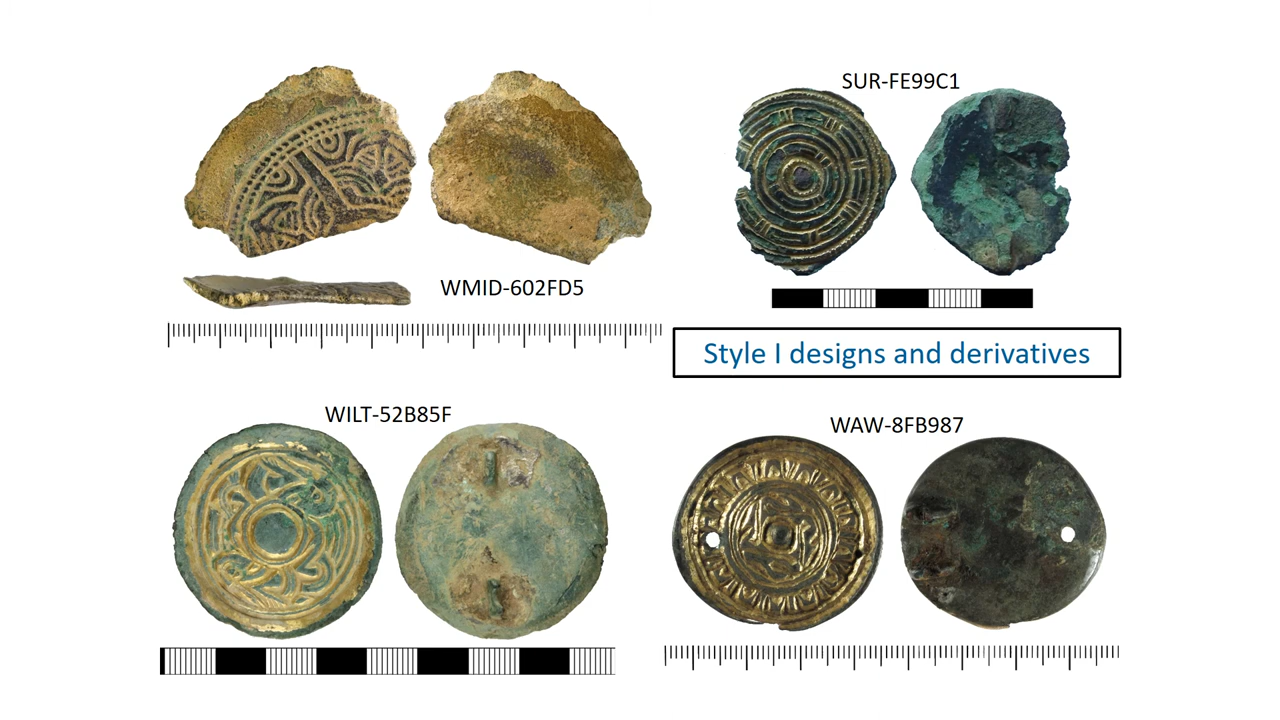 SUR-FE99C1
WMID-602FD5
Style I designs and derivatives
WILT-52B85F
WAW-8FB987